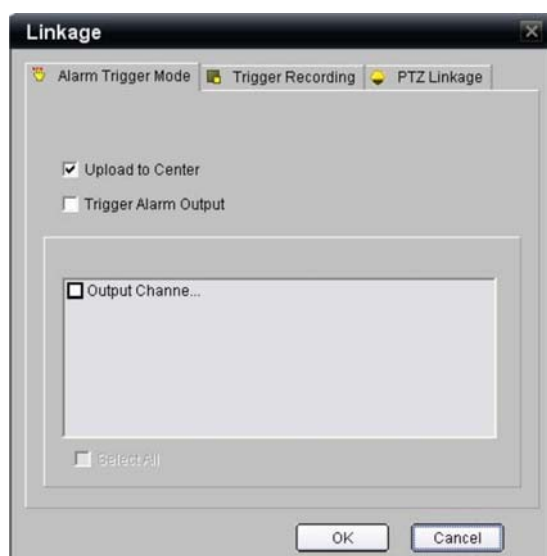 Linkage
Alarm Trigger Mode Trigger Recording PTZ Linkage
Upload to Center
Trigger Alarm Output
Output Channe...
Select All
OK Cancel